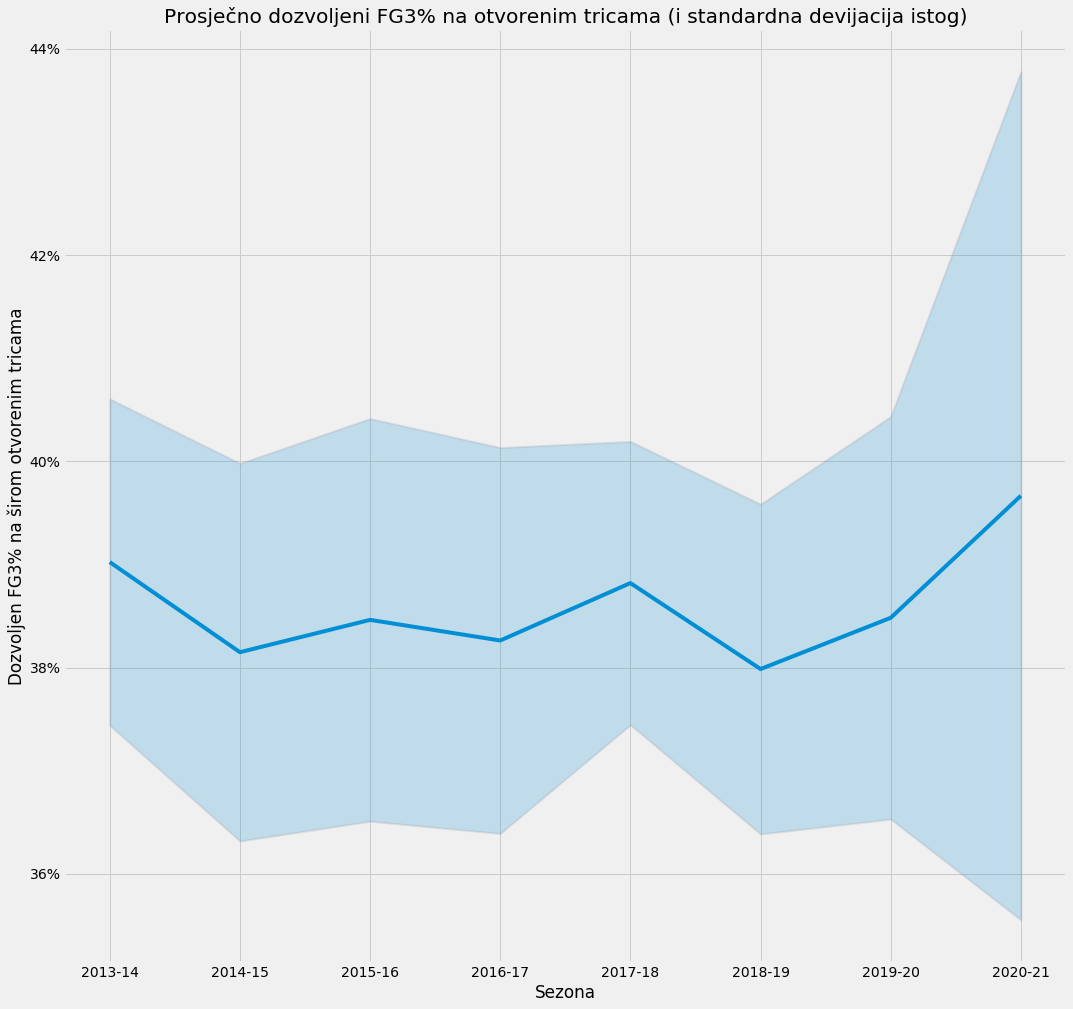 Prosječno dozvoljeni FG3% na otvorenim tricama (i standardna devijacija istog)
Dozvoljen FG3% na širom otvorenim tricama
44%
42%
40%
38%
36%
2013-14 2014-15 2015-16 2016-17 2017-18 2018-19 2019-20 2020-21
Sezona